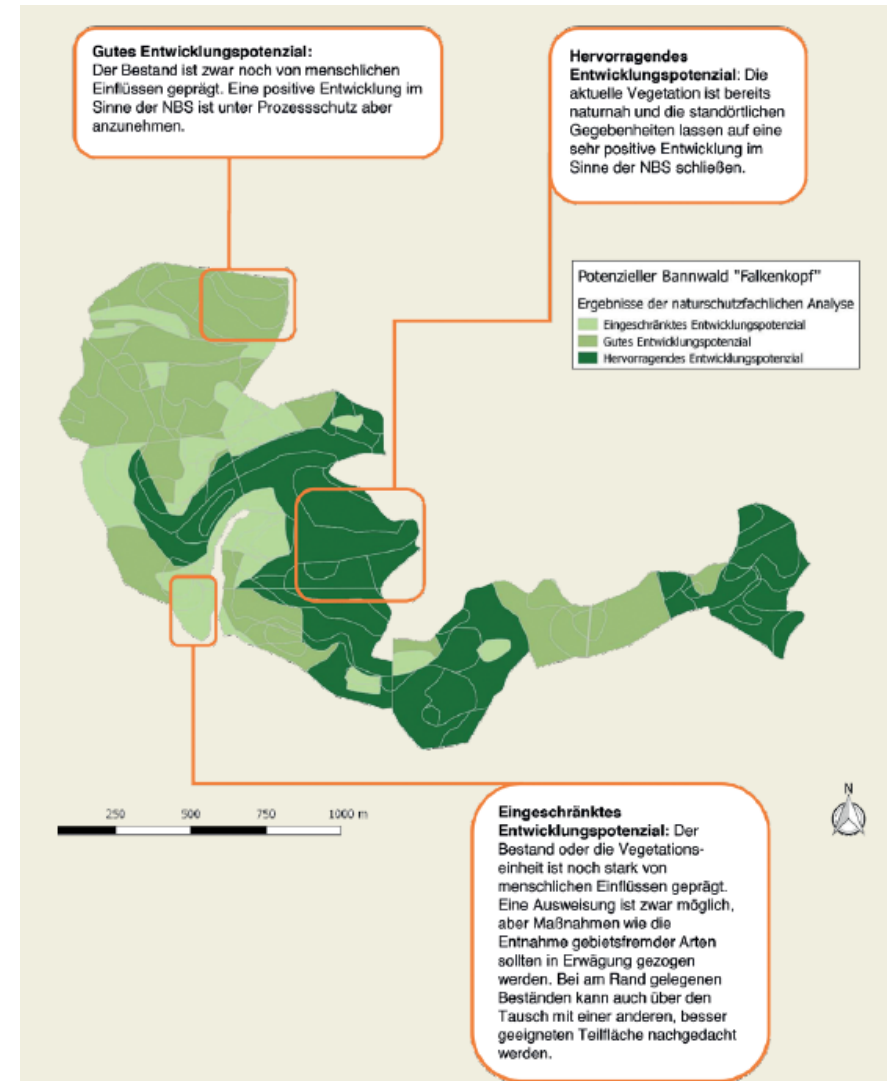 Gutes Entwicklungspotenzial:
Der Bestand ist zwar noch von menschlichen
Einflüssen geprägt. Eine positive Entwicklung im
Sinne der NBS ist unter Prozessschutz aber
anzunehmen.
Hervorragendes
Entwicklungspotenzial: Die
aktuelle Vegetation ist bereits
naturnah und die standörtlichen
Gegebenheiten lassen auf eine
sehr positive Entwicklung im
Sinne der NBS schließen.
Potenzieller Bannwald "Falkenkopf"
Ergebnisse der naturschutzfachlichen Analyse
Eingeschränktes Entwicklungspotenzial
Gutes Entwicklungspotenzial
Hervorragendes Entwicklungspotenzial
250 500 750 1000 m
N
Eingeschränktes
Entwicklungspotenzial: Der
Bestand oder die Vegetations-
einheit ist noch stark von
menschlichen Einflüssen geprägt.
Eine Ausweisung ist zwar möglich,
aber Maßnahmen wie die
Entnahme gebietsfremder Arten
sollten in Erwägung gezogen
werden. Bei am Rand gelegenen
Beständen kann auch über den
Tausch mit einer anderen, besser
geeigneten Teilfläche nachgedacht
werden.